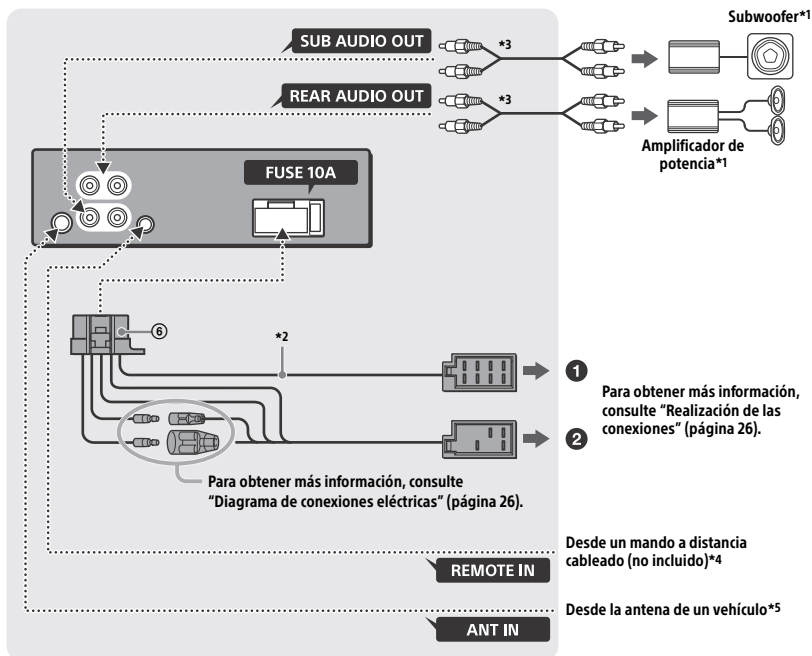 Subwoofer*1
SUB AUDIO OUT
*3
REAR AUDIO OUT
*3
Amplificador de
potencia*1
FUSE 10A
⑥
*2
❶
Para obtener más información,
consulte “Realización de las
conexiones” (página 26).
❷
Para obtener más información, consulte
“Diagrama de conexiones eléctricas” (página 26).
Desde un mando a distancia
cableado (no incluido)*4
REMOTE IN
Desde la antena de un vehículo*5
ANT IN